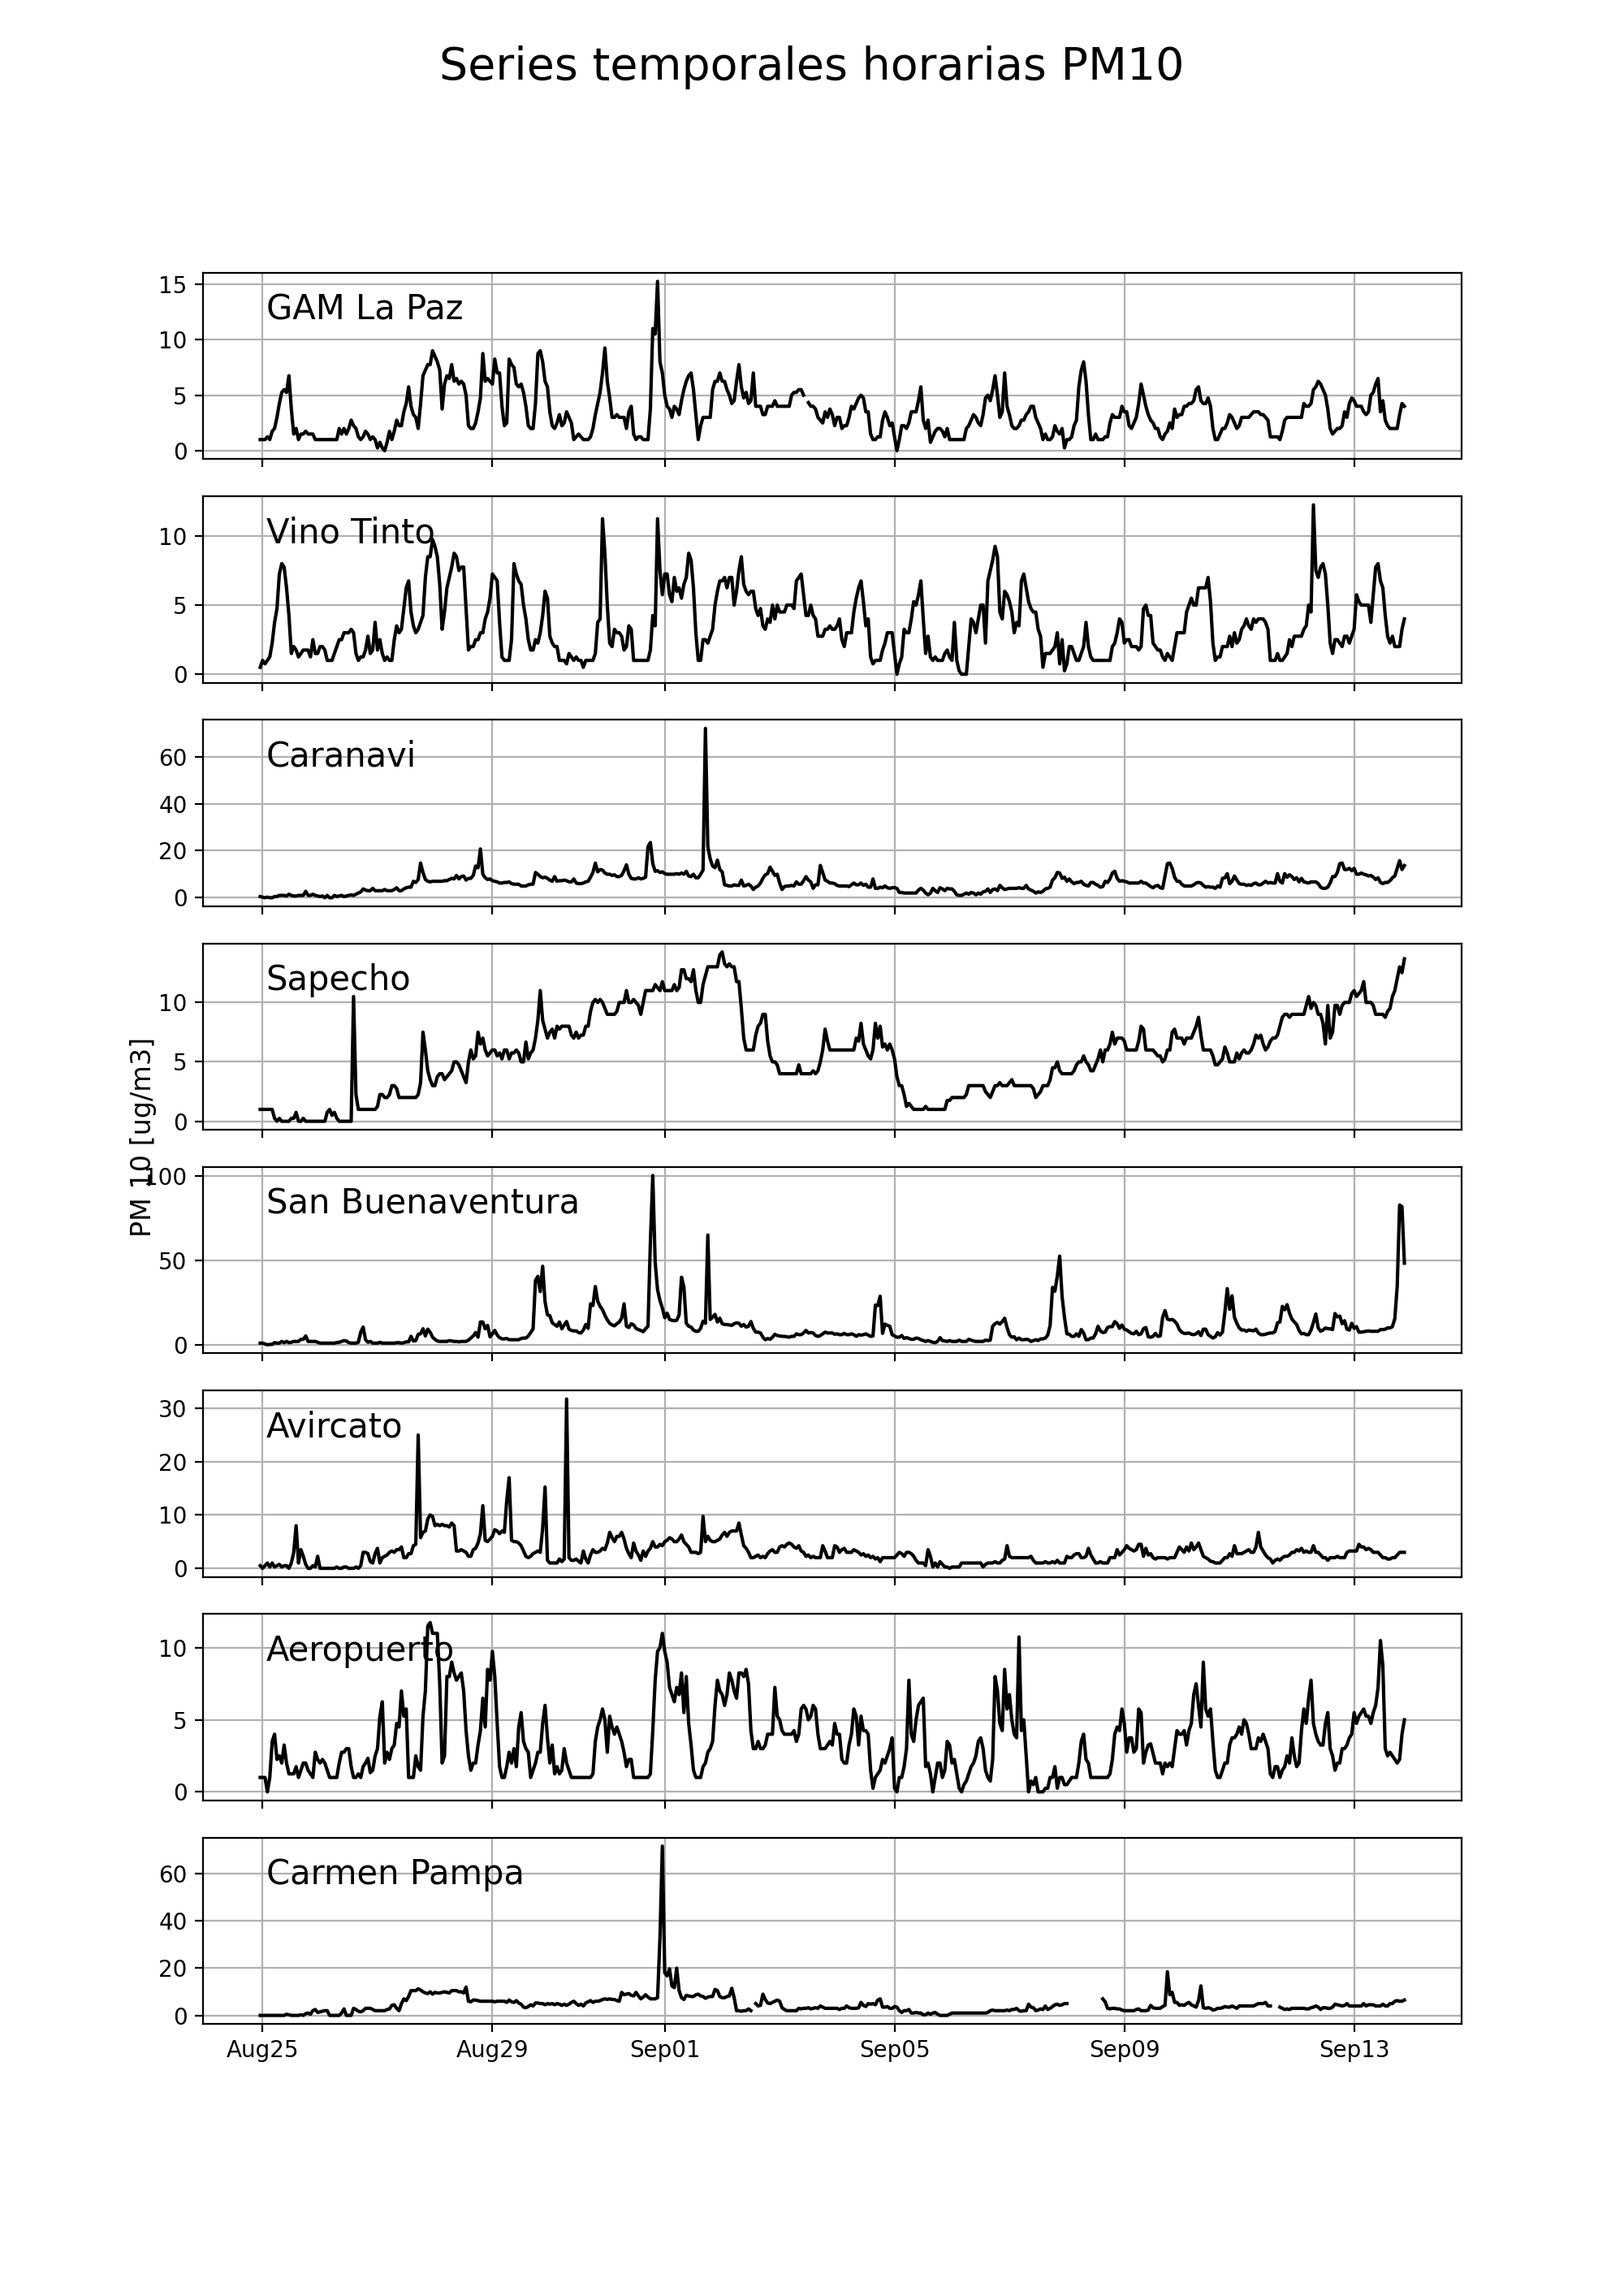 Series temporales horarias PM10
PM 10 [ug/m3]
GAM La Paz
15
10
5
0
Vino Tinto
10
5
0
Caranavi
60
40
20
0
Sapecho
10
5
0
San Buenaventura
100
50
0
Avircato
30
20
10
0
Aeropuerto
10
5
0
Carmen Pampa
60
40
20
0
Aug25 Aug29 Sep01 Sep05 Sep09 Sep13